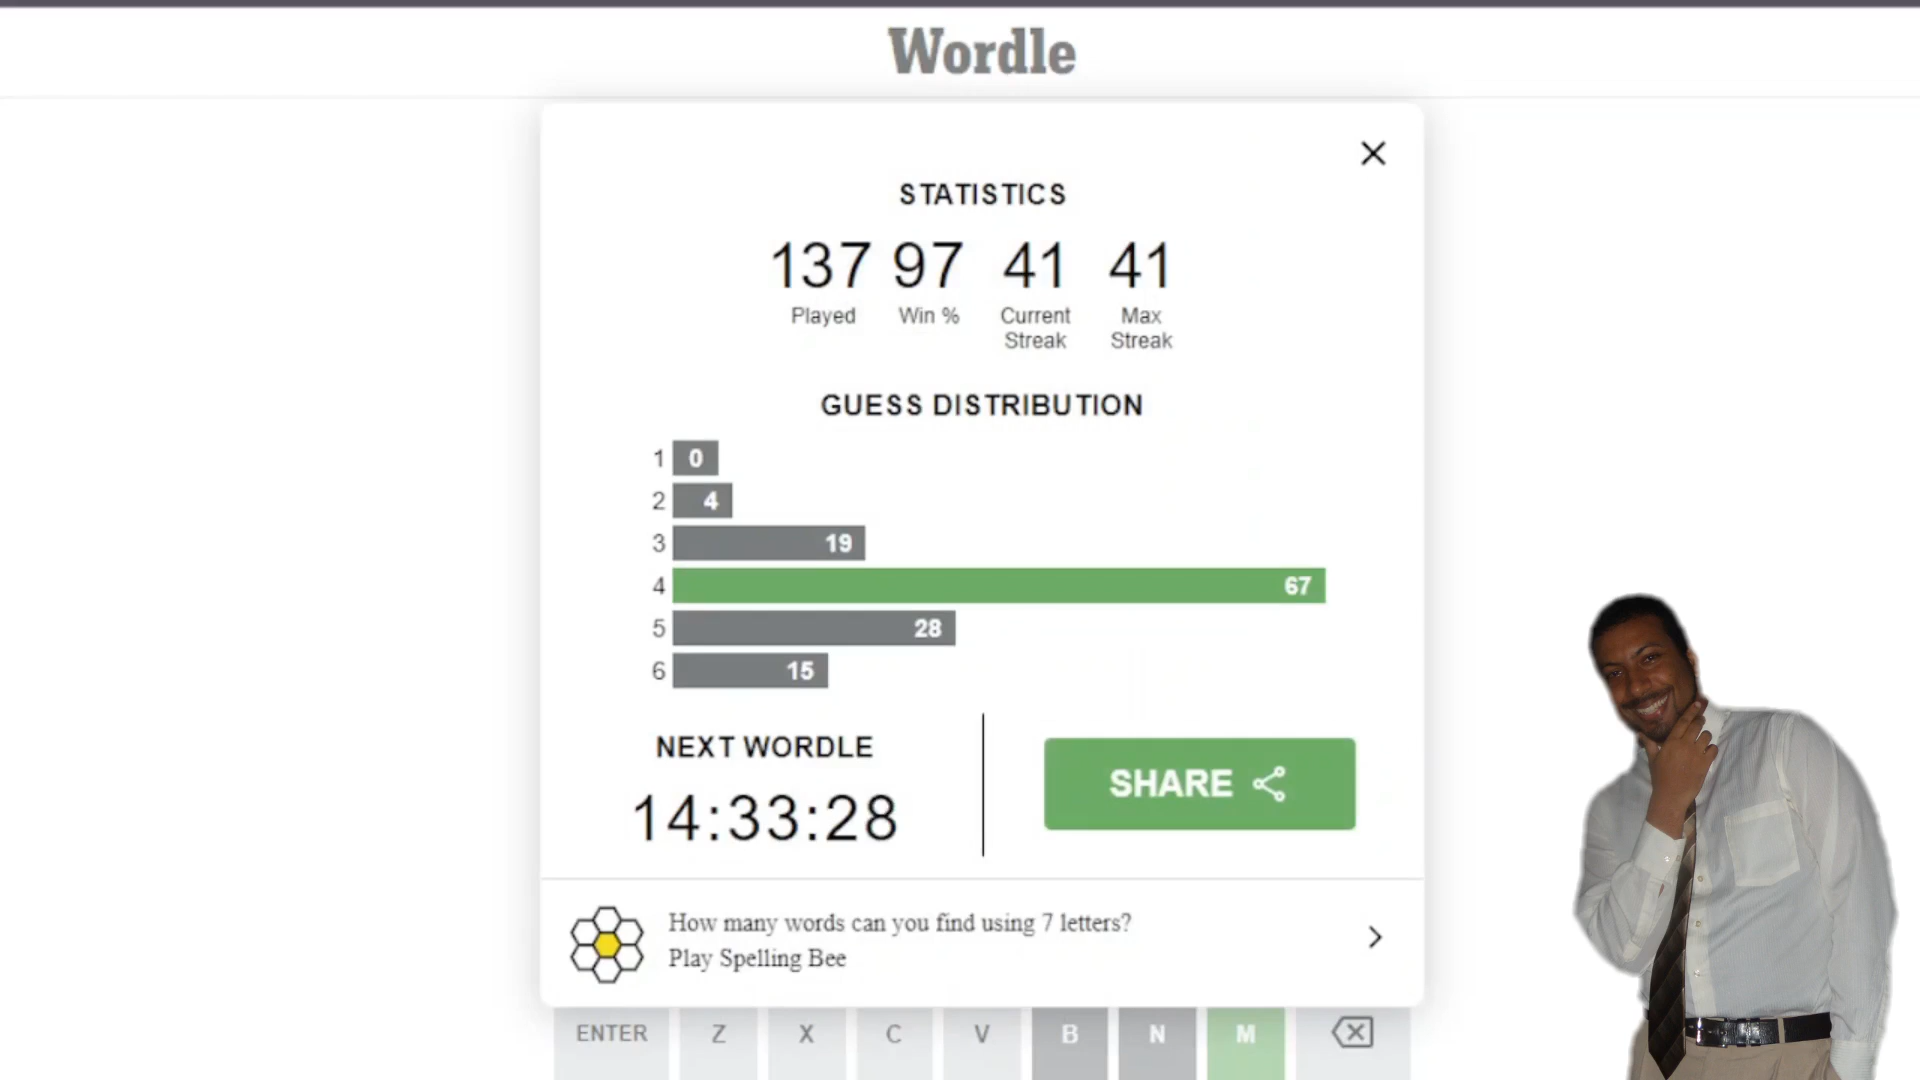 Wordle
STATISTICS
137 97 41 41
Played Win % Current Streak Max Streak
GUESS DISTRIBUTION
1 0
2 4
3 19
4 67
5 28
6 15
NEXT WORDLE
14:33:28
SHARE
How many words can you find using 7 letters?
Play Spelling Bee
ENTER Z X C V B N M